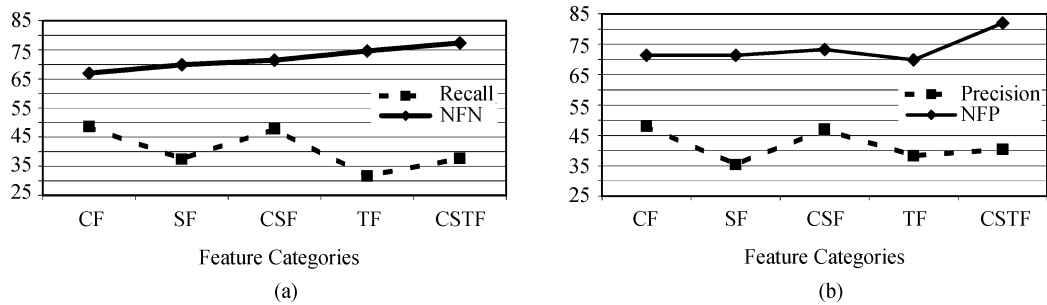 85
75
65
55
45
35
25
Recall
NFN
CF SF CSF TF CSTF
Feature Categories
(a)
85
75
65
55
45
35
25
Precision
NFP
CF SF CSF TF CSTF
Feature Categories
(b)